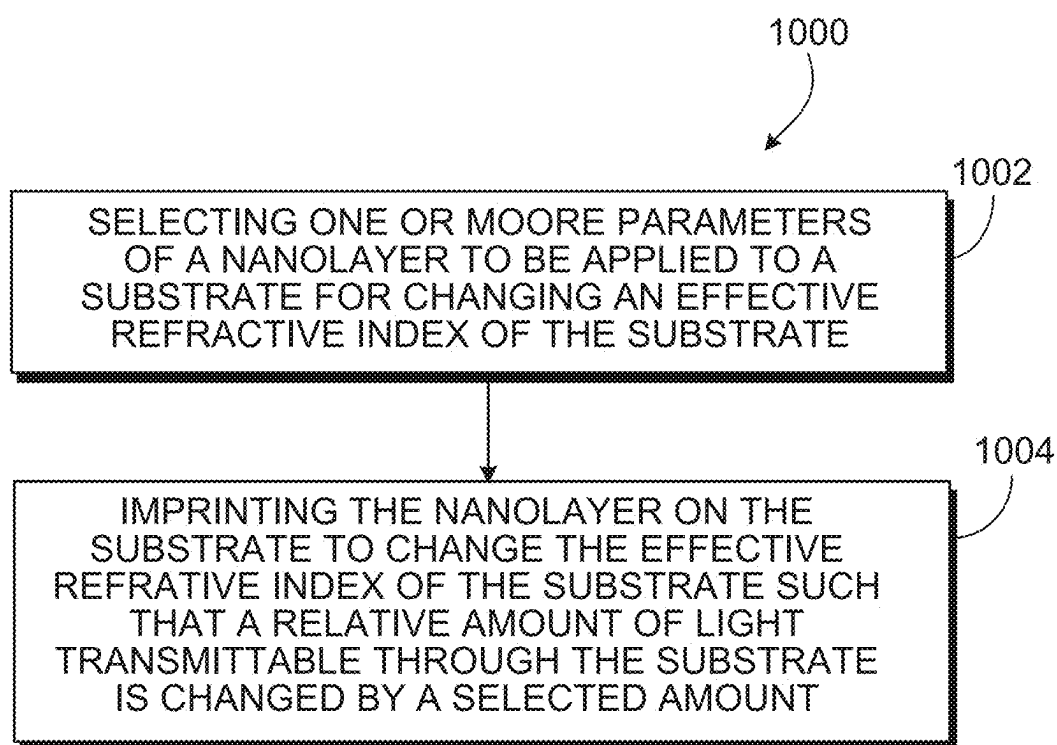 1000
1002
SELECTING ONE OR MOORE PARAMETERS
OF A NANOLAYER TO BE APPLIED TO A
SUBSTRATE FOR CHANGING AN EFFECTIVE
REFRACTIVE INDEX OF THE SUBSTRATE
1004
IMPRINTING THE NANOLAYER ON THE
SUBSTRATE TO CHANGE THE EFFECTIVE
REFRATIVE INDEX OF THE SUBSTRATE SUCH
THAT A RELATIVE AMOUNT OF LIGHT
TRANSMITTABLE THROUGH THE SUBSTRATE
IS CHANGED BY A SELECTED AMOUNT